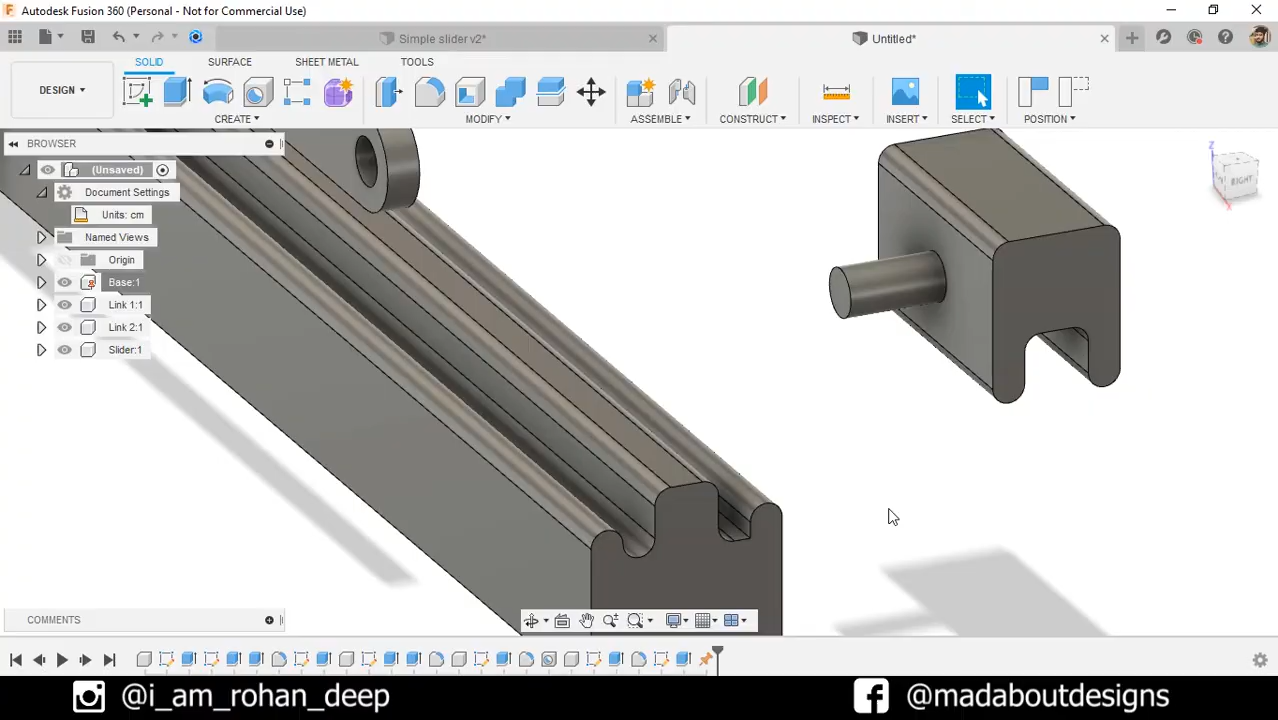 Autodesk Fusion 360 (Personal - Not for Commercial Use)
Simple slider v2*
Untitled*
SOLID
SURFACE
SHEET METAL
TOOLS
DESIGN
CREATE
MODIFY
ASSEMBLE
CONSTRUCT
INSPECT
INSERT
SELECT
POSITION
BROWSER
(Unsaved)
Document Settings
Units: cm
Named Views
Origin
Base:1
Link 1:1
Link 2:1
Slider:1
Z
RIGHT
X
COMMENTS
@i_am_rohan_deep
@madaboutdesigns